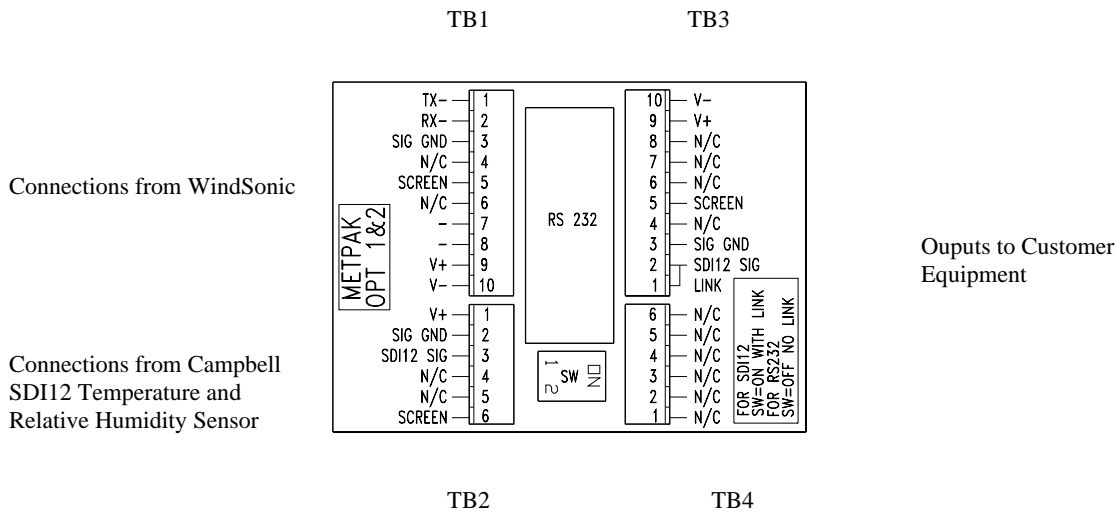 TB1
TB3
Connections from WindSonic
METPAK
OPT 1&2
TX- 1
RX- 2
SIG GND 3
N/C 4
SCREEN 5
N/C 6
- 7
- 8
V+ 9
V- 10
V+ 1
SIG GND 2
SDI12 SIG 3
N/C 4
N/C 5
SCREEN 6
Connections from Campbell
SDI12 Temperature and
Relative Humidity Sensor
RS 232
1 2
SW
ON
10 V-
9 V+
8 N/C
7 N/C
6 N/C
5 SCREEN
4 N/C
3 SIG GND
2 SDI12 SIG
1 LINK
6 N/C
5 N/C
4 N/C
3 N/C
2 N/C
1 N/C
FOR SDI12
SW=ON WITH LINK
FOR RS232
SW=OFF NO LINK
Ouputs to Customer
Equipment
TB2
TB4